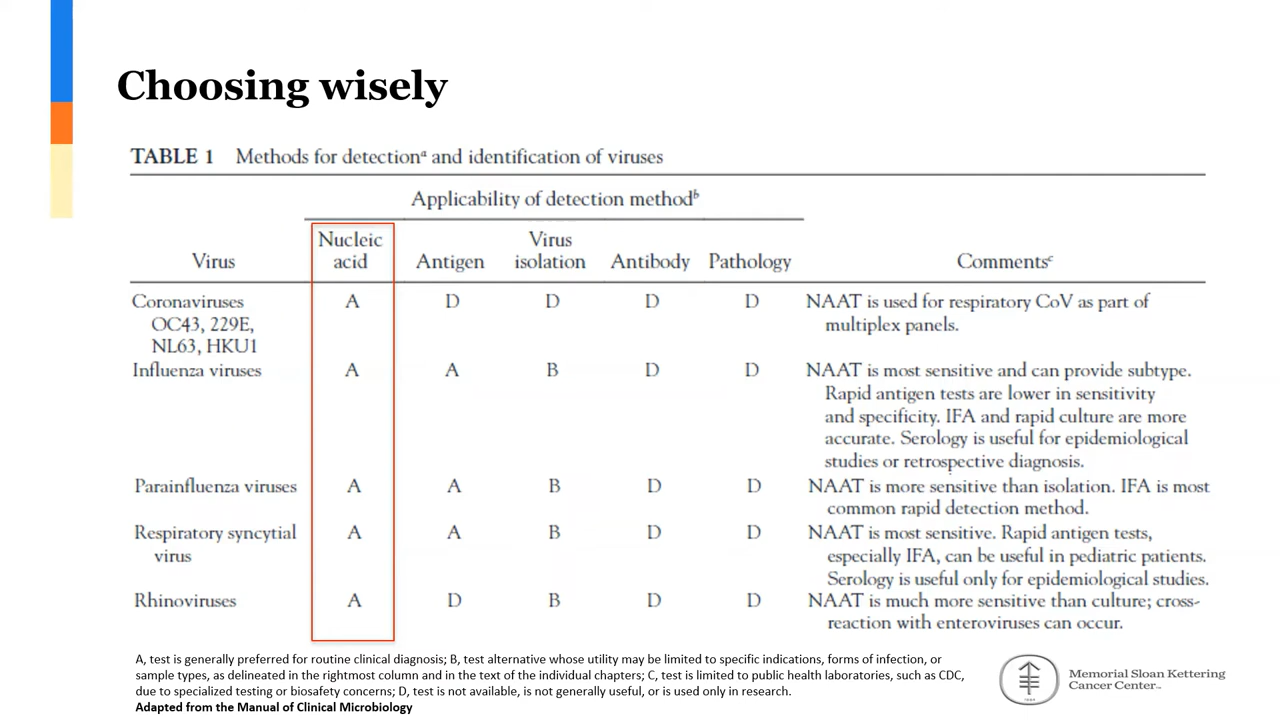 Choosing wisely
TABLE 1 Methods for detectionᵃ and identification of viruses
Applicability of detection methodᵇ
Virus Nucleic acid Antigen Virus isolation Antibody Pathology Commentsᶜ
Coronaviruses A D D D D NAAT is used for respiratory CoV as part of
OC43, 229E, multiplex panels.
NL63, HKU1
Influenza viruses A A B D D NAAT is most sensitive and can provide subtype.
Rapid antigen tests are lower in sensitivity
and specificity. IFA and rapid culture are more
accurate. Serology is useful for epidemiological
studies or retrospective diagnosis.
Parainfluenza viruses A A B D D NAAT is more sensitive than isolation. IFA is most
common rapid detection method.
Respiratory syncytial A A B D D NAAT is most sensitive. Rapid antigen tests,
virus especially IFA, can be useful in pediatric patients.
Serology is useful only for epidemiological studies.
Rhinoviruses A D B D D NAAT is much more sensitive than culture; cross-
reaction with enteroviruses can occur.
A, test is generally preferred for routine clinical diagnosis; B, test alternative whose utility may be limited to specific indications, forms of infection, or
sample types, as delineated in the rightmost column and in the text of the individual chapters; C, test is limited to public health laboratories, such as CDC,
due to specialized testing or biosafety concerns; D, test is not available, is not generally useful, or is used only in research.
Adapted from the Manual of Clinical Microbiology
Memorial Sloan Kettering
Cancer Center